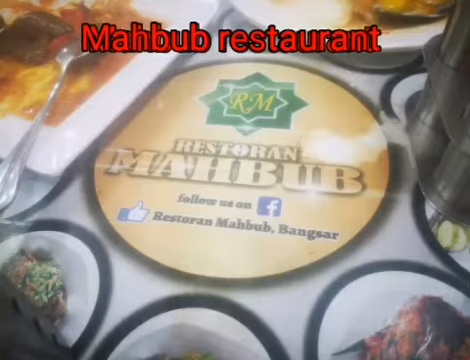 Mahbub restaurant
RM
RESTORAN
MAHBUB
follow us on f
Restoran Mahbub, Bangsar